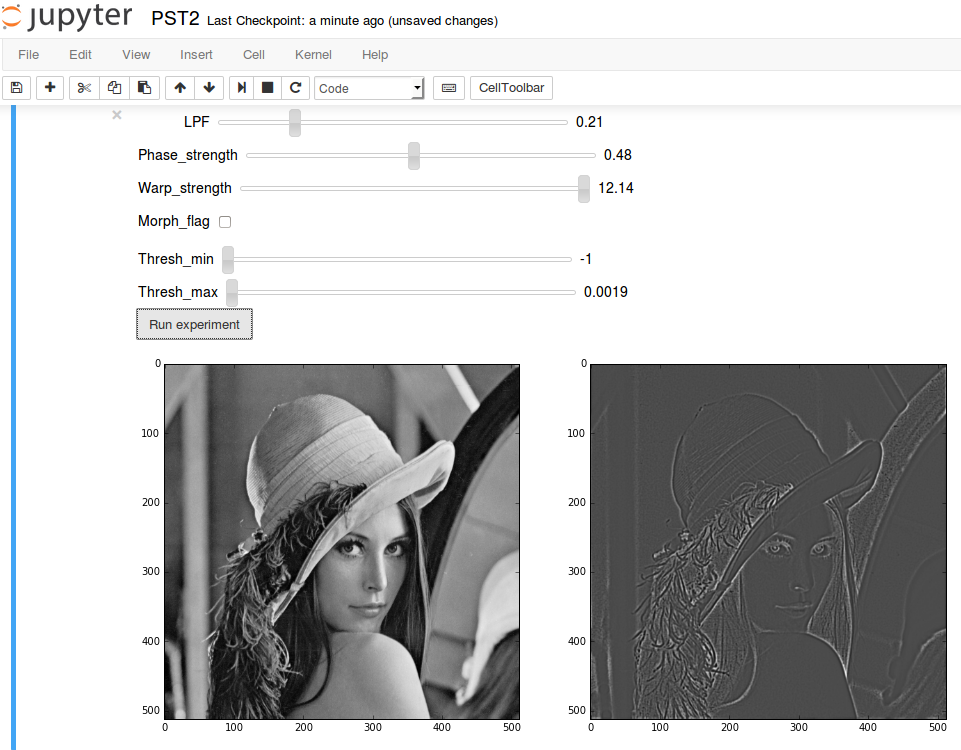 jupyter PST2 Last Checkpoint: a minute ago (unsaved changes)
File Edit View Insert Cell Kernel Help
Code CellToolbar
LPF 0.21
Phase_strength 0.48
Warp_strength 12.14
Morph_flag
Thresh_min -1
Thresh_max 0.0019
Run experiment
0 0
100 100
200 200
300 300
400 400
500 500
0 100 200 300 400 500 0 100 200 300 400 500